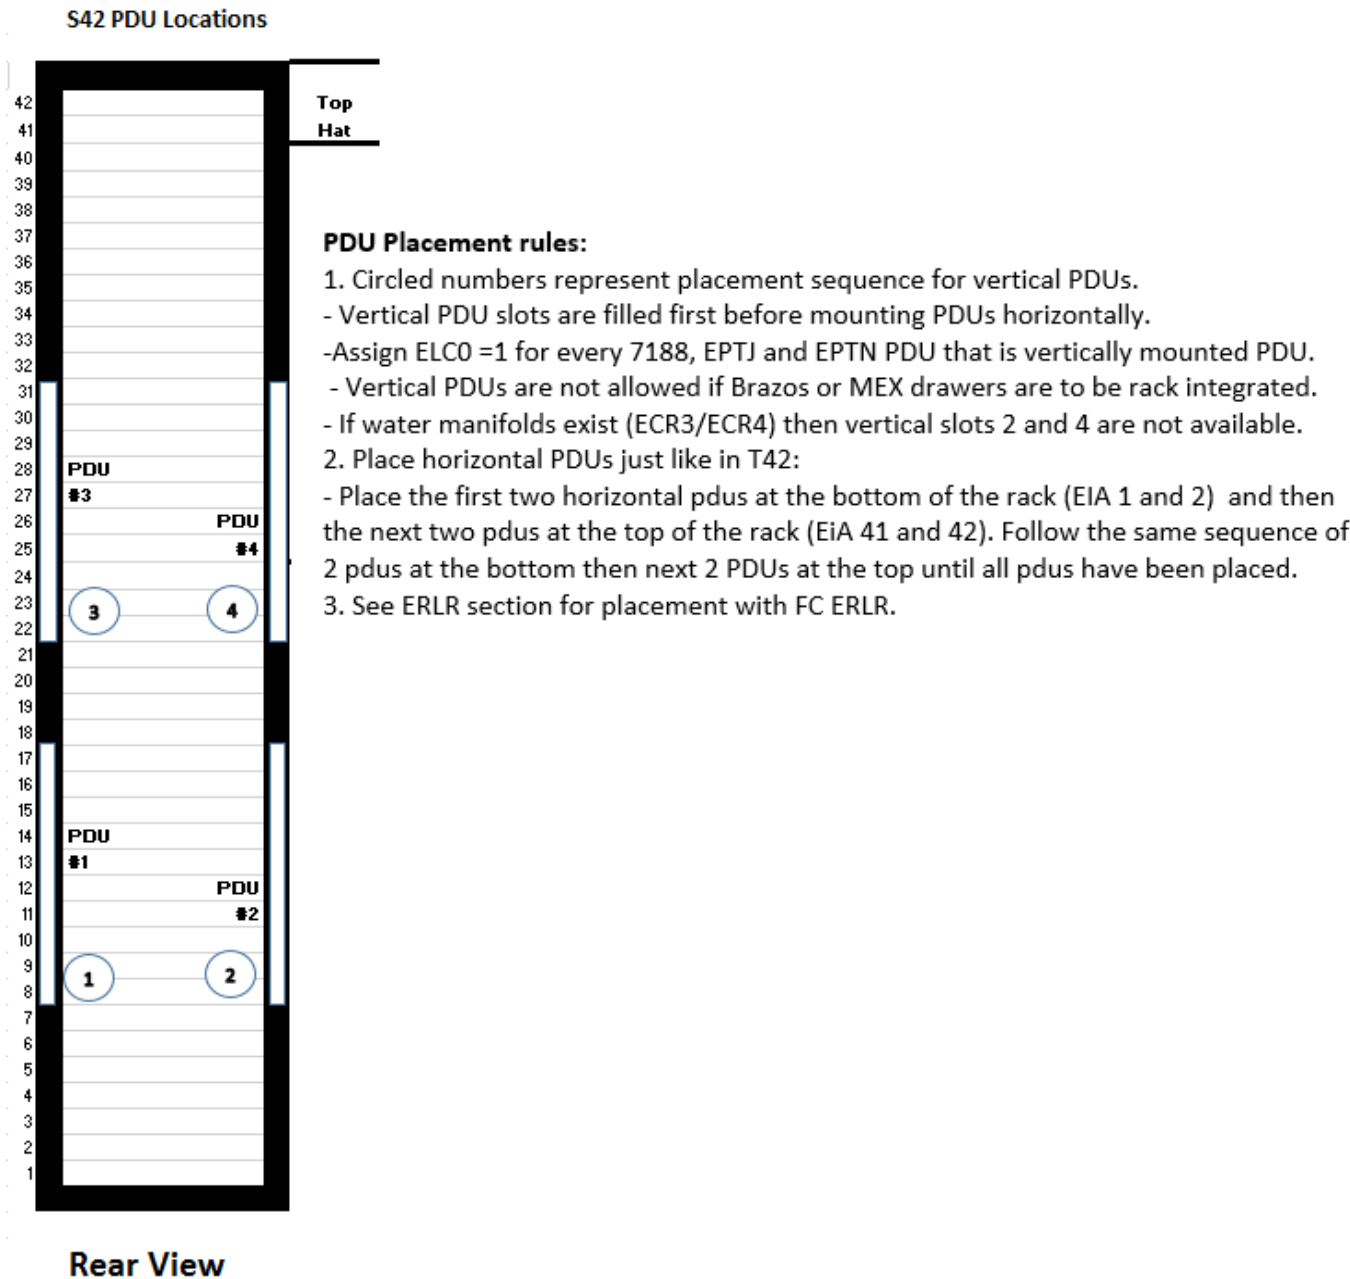 S42 PDU Locations
42
Top
41
Hat
40
39
38
37
36
35
34
33
32
31
30
29
28 PDU
27 #3
26 PDU
25 #4
24
23
3 4
22
21
20
19
18
17
16
15
14 PDU
13 #1
12 PDU
11 #2
10
9
1 2
8
7
6
5
4
3
2
1
Rear View
PDU Placement rules:
1. Circled numbers represent placement sequence for vertical PDUs.
- Vertical PDU slots are filled first before mounting PDUs horizontally.
-Assign ELC0 =1 for every 7188, EPTJ and EPTN PDU that is vertically mounted PDU.
- Vertical PDUs are not allowed if Brazos or MEX drawers are to be rack integrated.
- If water manifolds exist (ECR3/ECR4) then vertical slots 2 and 4 are not available.
2. Place horizontal PDUs just like in T42:
- Place the first two horizontal pdus at the bottom of the rack (EIA 1 and 2) and then
the next two pdus at the top of the rack (EiA 41 and 42). Follow the same sequence of
2 pdus at the bottom then next 2 PDUs at the top until all pdus have been placed.
3. See ERLR section for placement with FC ERLR.